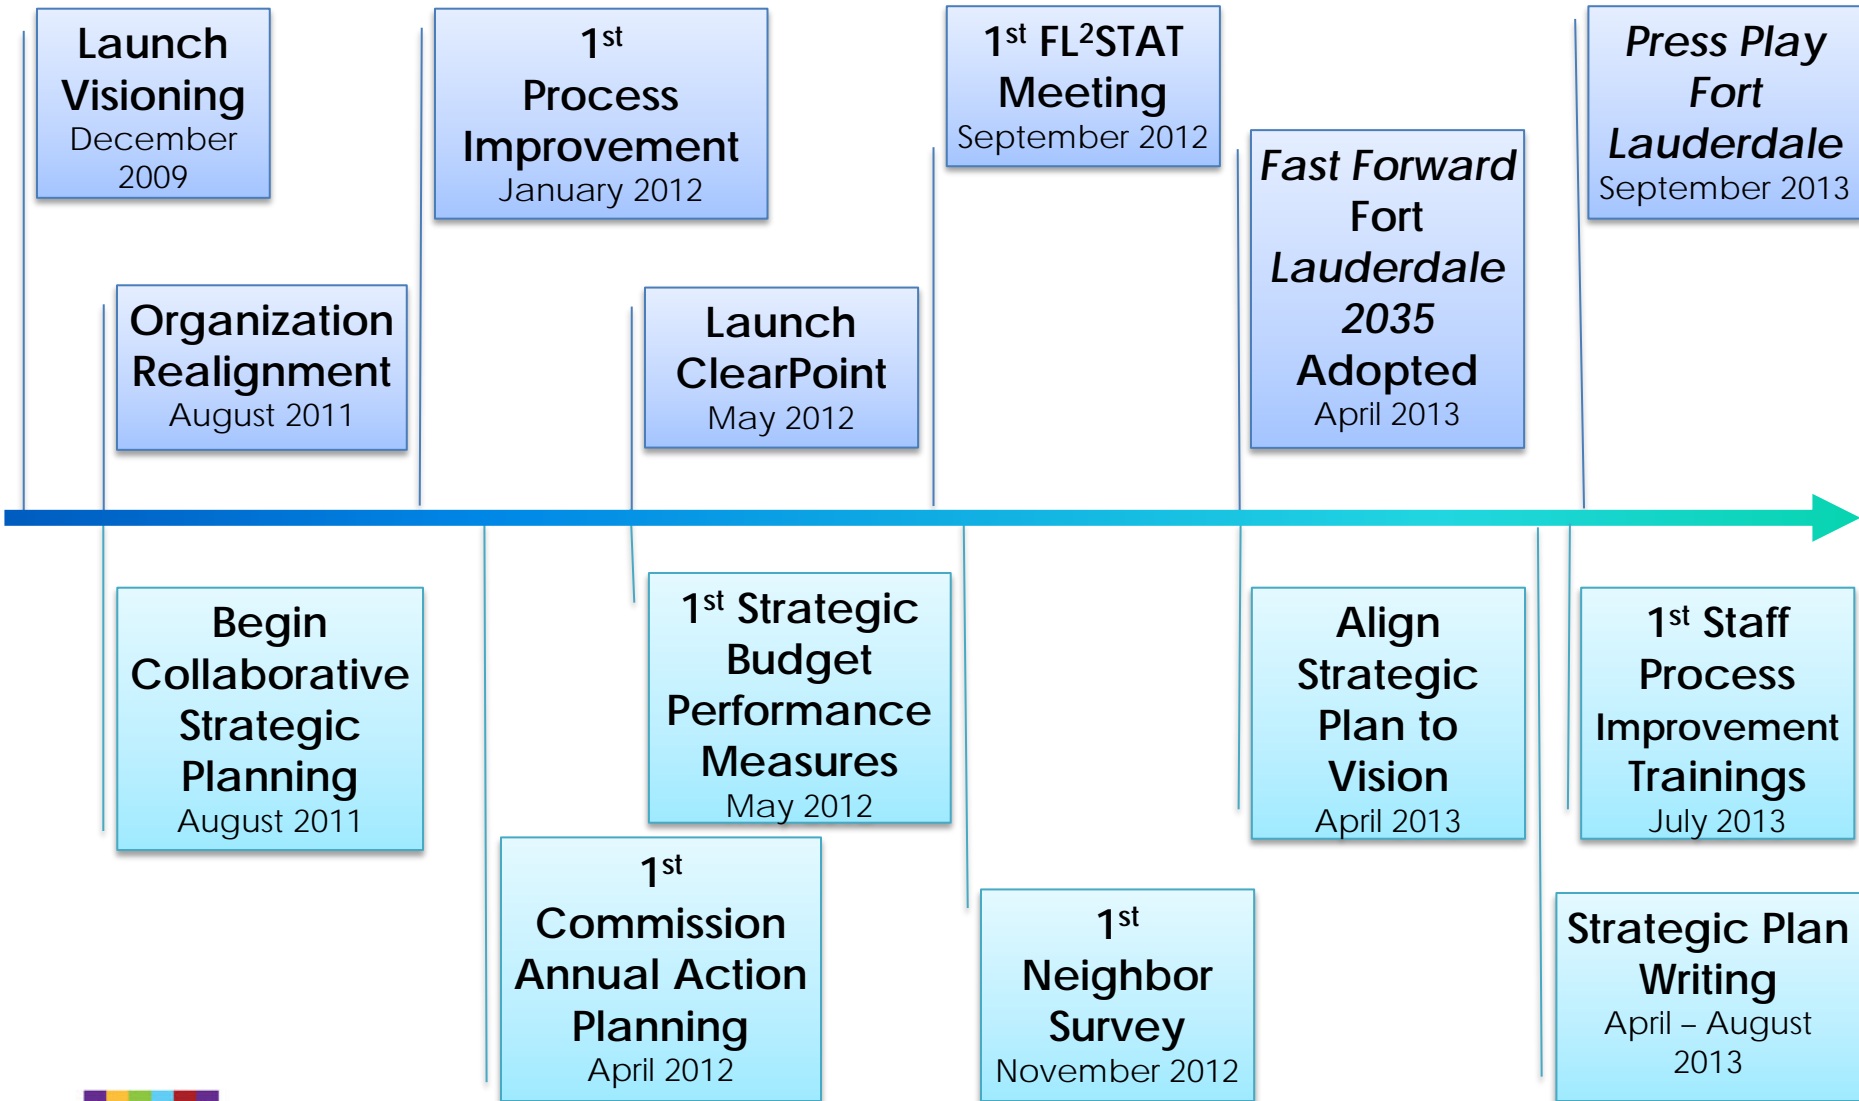 Launch
Visioning
December
2009
1st
Process
Improvement
January 2012
1st FL²STAT
Meeting
September 2012
Press Play
Fort
Lauderdale
September 2013
Fast Forward
Fort
Lauderdale
2035
Adopted
April 2013
Organization
Realignment
August 2011
Launch
ClearPoint
May 2012
Begin
Collaborative
Strategic
Planning
August 2011
1st Strategic
Budget
Performance
Measures
May 2012
Align
Strategic
Plan to
Vision
April 2013
1st Staff
Process
Improvement
Trainings
July 2013
1st
Commission
Annual Action
Planning
April 2012
1st
Neighbor
Survey
November 2012
Strategic Plan
Writing
April – August
2013